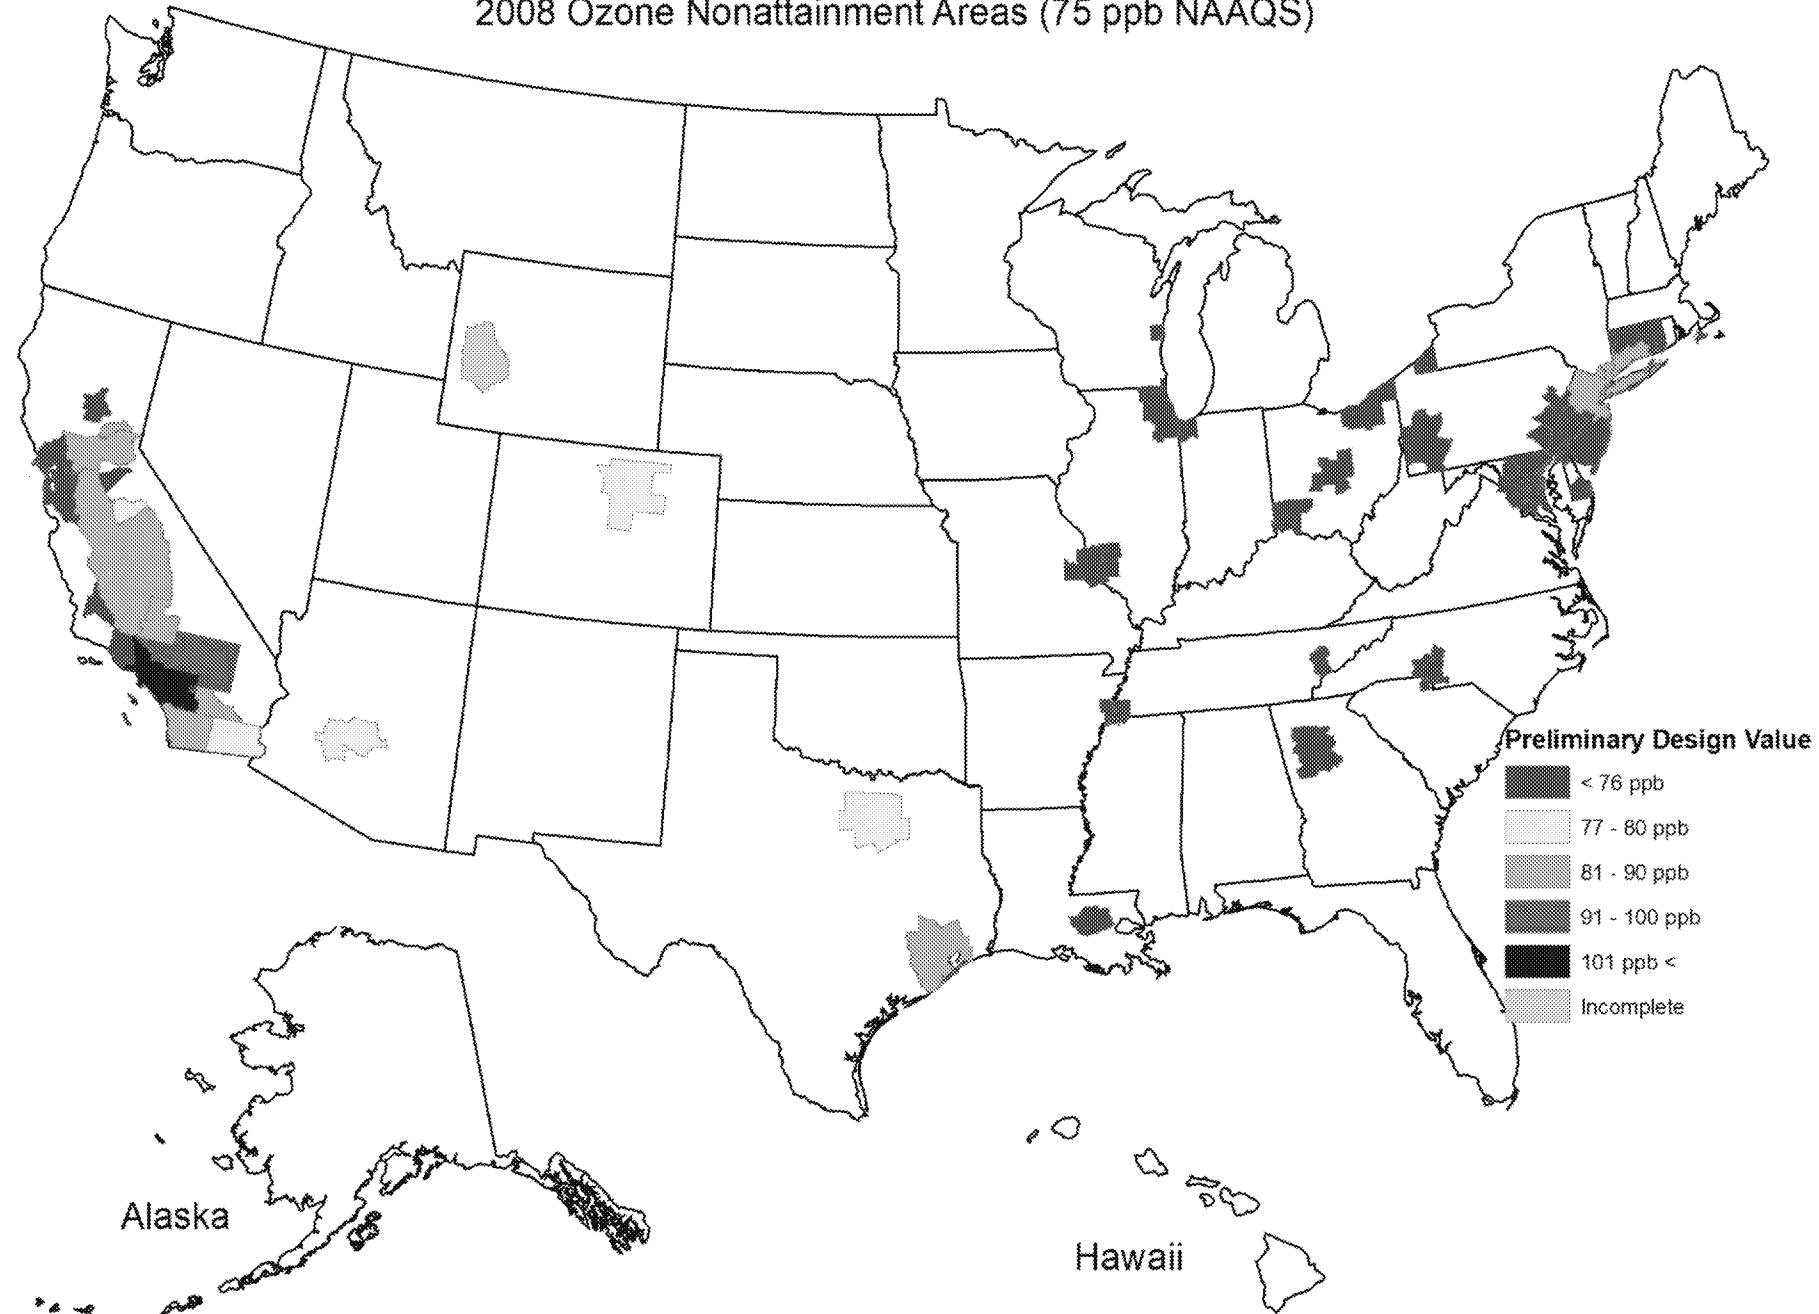 2008 Ozone Nonattainment Areas (75 ppb NAAQS)
Preliminary Design Value
< 76 ppb
77 - 80 ppb
81 - 90 ppb
91 - 100 ppb
101 ppb <
Incomplete
Alaska
Hawaii